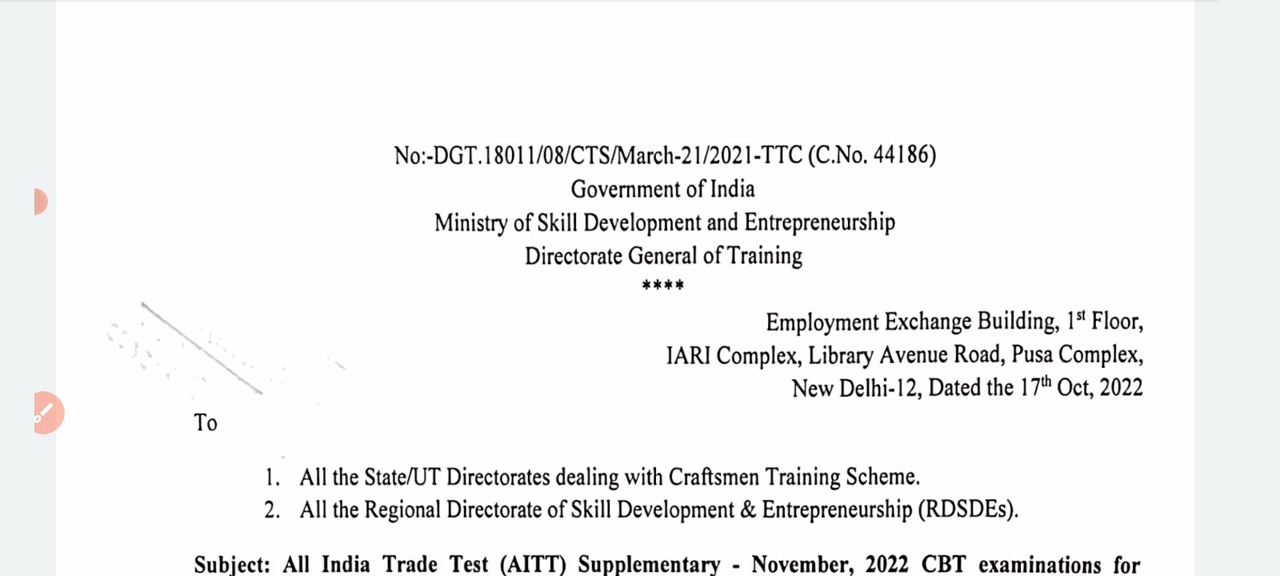 No:-DGT.18011/08/CTS/March-21/2021-TTC (C.No. 44186)
Government of India
Ministry of Skill Development and Entrepreneurship
Directorate General of Training
****
Employment Exchange Building, 1st Floor,
IARI Complex, Library Avenue Road, Pusa Complex,
New Delhi-12, Dated the 17th Oct, 2022
To
1. All the State/UT Directorates dealing with Craftsmen Training Scheme.
2. All the Regional Directorate of Skill Development & Entrepreneurship (RDSDEs).
Subject: All India Trade Test (AITT) Supplementary - November, 2022 CBT examinations for